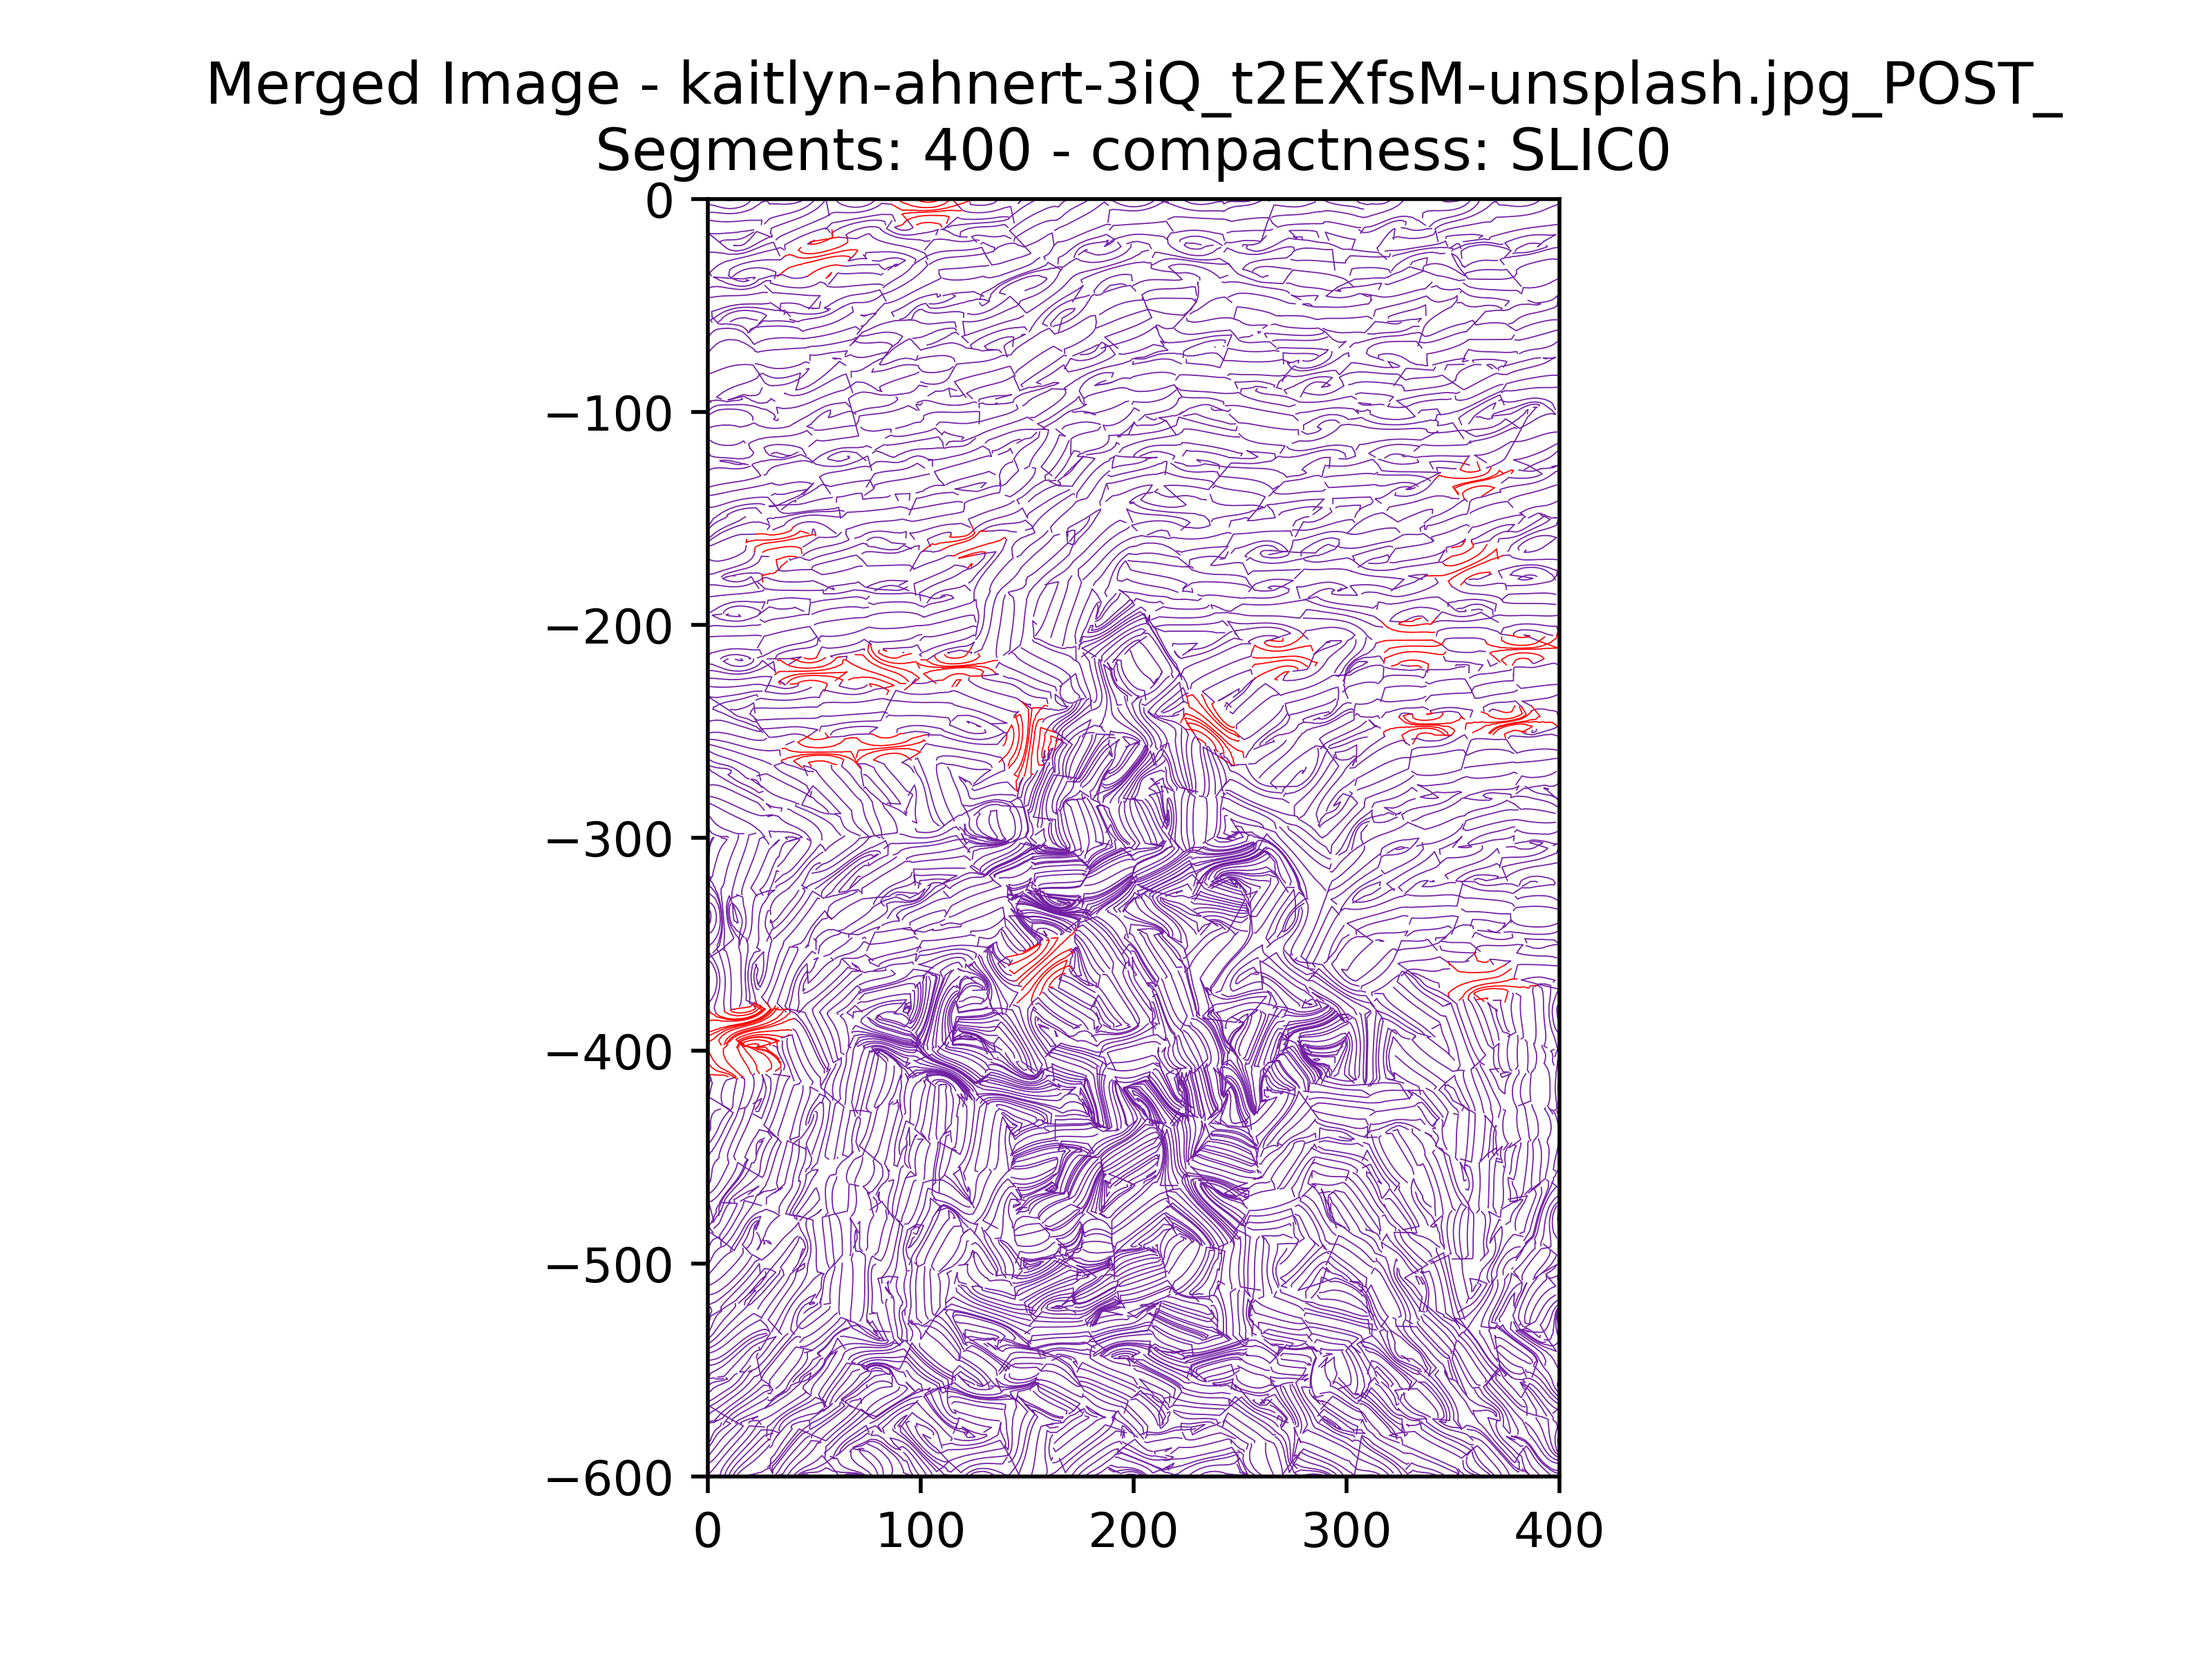 Merged Image - kaitlyn-ahnert-3iQ_t2EXfsM-unsplash.jpg_POST_
Segments: 400 - compactness: SLIC0
0
−100
−200
−300
−400
−500
−600
0 100 200 300 400